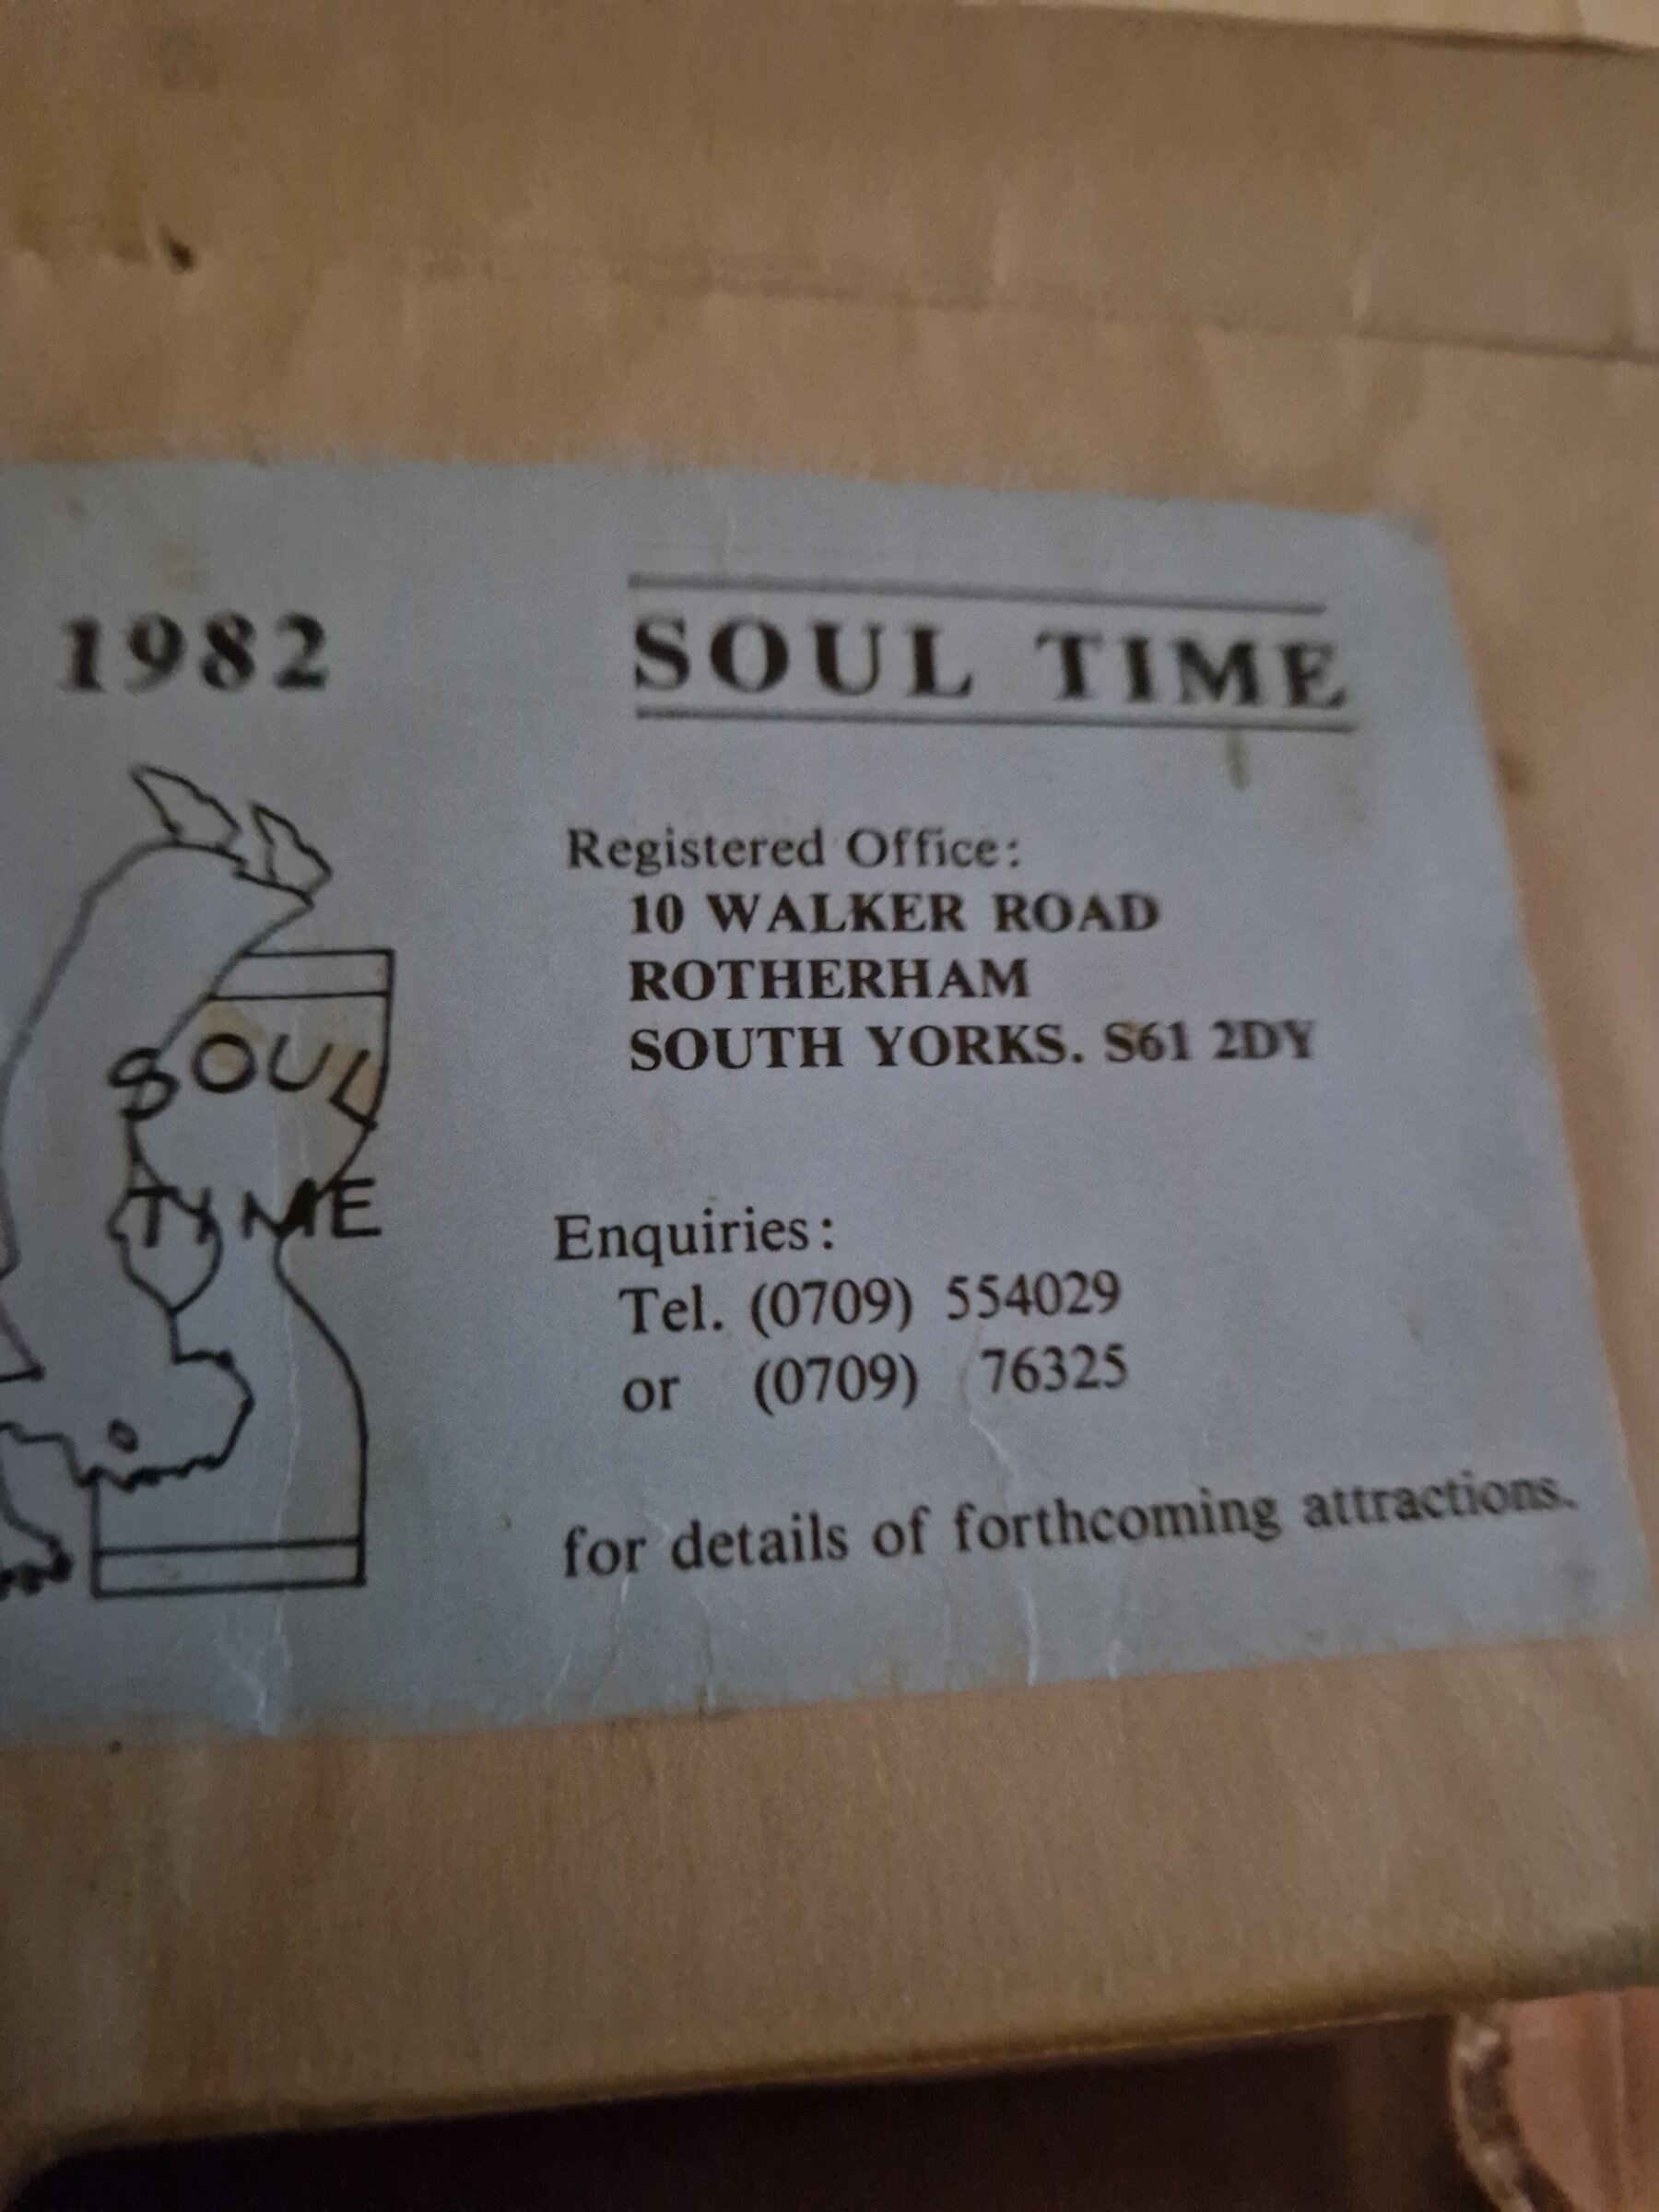 1982
SOUL TIME
SOUL
TIME
Registered Office:
10 WALKER ROAD
ROTHERHAM
SOUTH YORKS. S61 2DY
Enquiries:
Tel. (0709) 554029
or (0709) 76325
for details of forthcoming attractions.